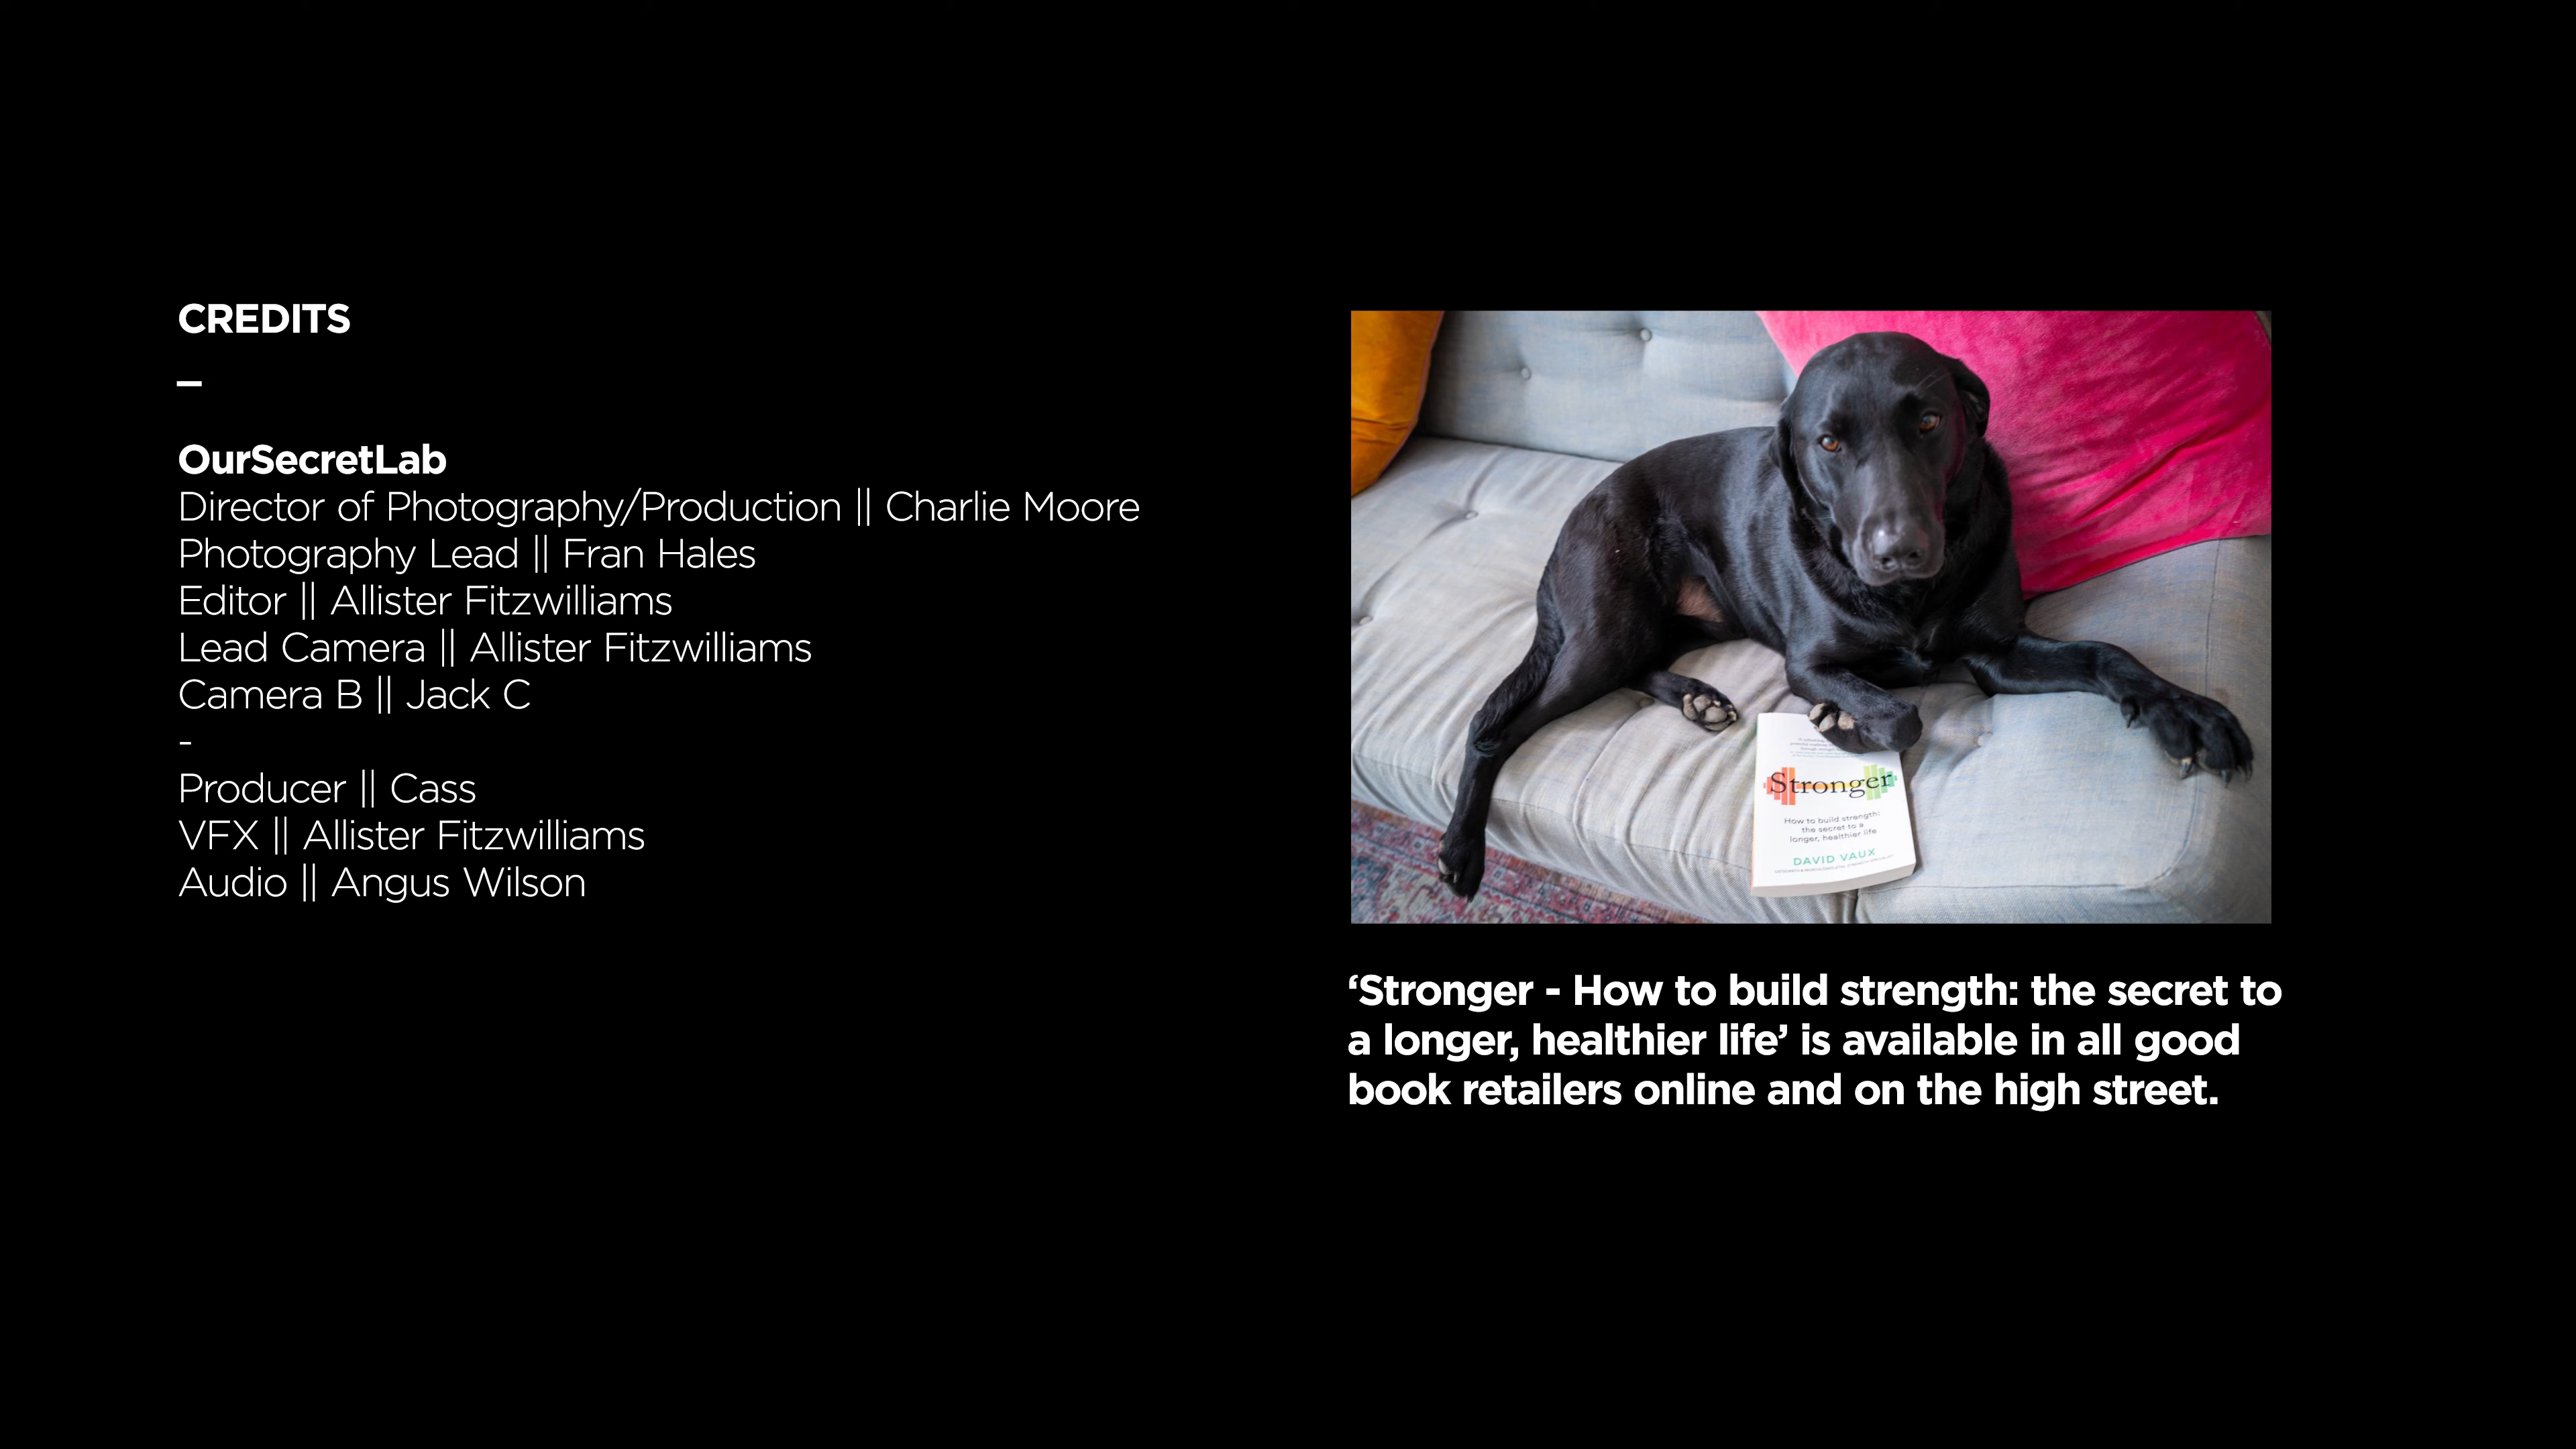 CREDITS
–
OurSecretLab
Director of Photography/Production || Charlie Moore
Photography Lead || Fran Hales
Editor || Allister Fitzwilliams
Lead Camera || Allister Fitzwilliams
Camera B || Jack C
-
Producer || Cass
VFX || Allister Fitzwilliams
Audio || Angus Wilson
Stronger
How to build strength:
the secret to a
longer, healthier life
DAVID VAUX
‘Stronger - How to build strength: the secret to
a longer, healthier life’ is available in all good
book retailers online and on the high street.